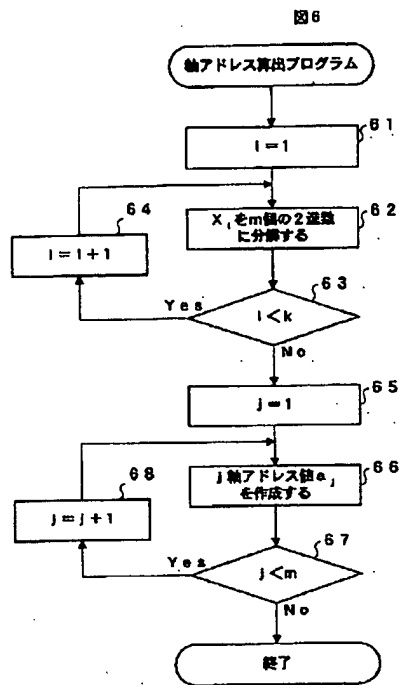 図6
軸アドレス算出プログラム
61
i=1
64
62
X_iをm個の2進数
に分解する
i=i+1
63
Yes
i<k
No
65
j=1
68
66
j軸アドレス値a_j
を作成する
j=j+1
67
Yes
j<m
No
終了